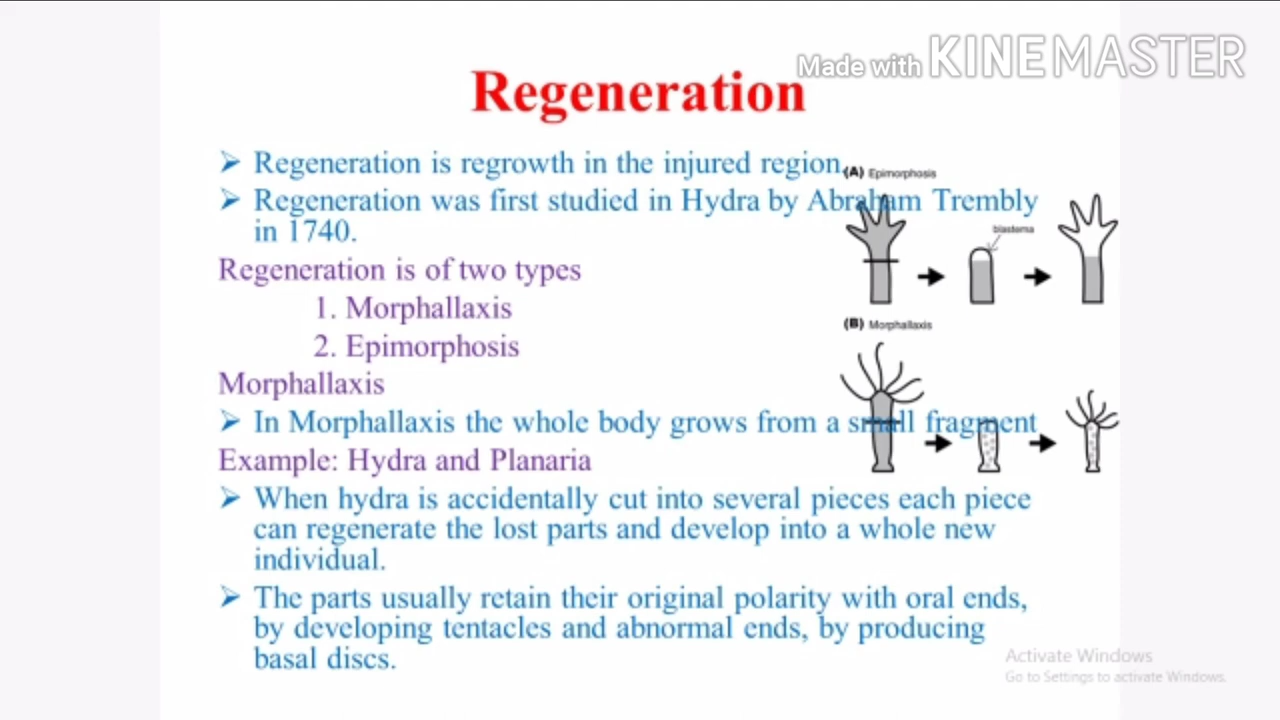 Made with KINEMASTER
Regeneration
➢ Regeneration is regrowth in the injured region.
➢ Regeneration was first studied in Hydra by Abraham Trembly
in 1740.
Regeneration is of two types
1. Morphallaxis
2. Epimorphosis
Morphallaxis
➢ In Morphallaxis the whole body grows from a small fragment
Example: Hydra and Planaria
➢ When hydra is accidentally cut into several pieces each piece
can regenerate the lost parts and develop into a whole new
individual.
➢ The parts usually retain their original polarity with oral ends,
by developing tentacles and abnormal ends, by producing
basal discs.
(A) Epimorphosis
blastema
(B) Morphallaxis
Activate Windows
Go to Settings to activate Windows.